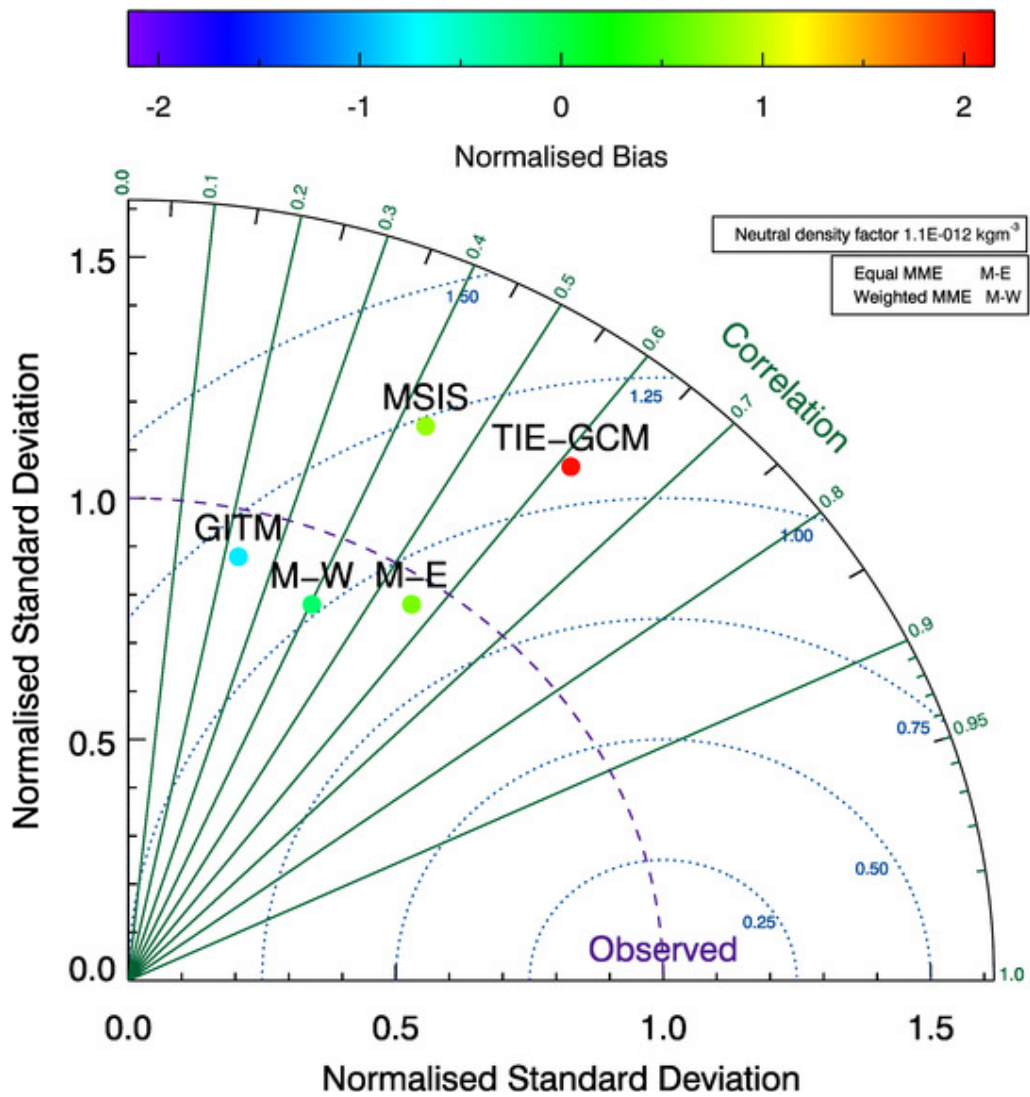 -2 -1 0 1 2
Normalised Bias
0.0 0.1 0.2 0.3 0.4 0.5 0.6 0.7 0.8 0.9 0.95 1.0
Neutral density factor 1.1E-012 kgm-3
Equal MME M-E
Weighted MME M-W
Correlation
1.50
1.25
1.00
0.75
0.50
0.25
MSIS
TIE-GCM
GITM
M-W M-E
Observed
Normalised Standard Deviation
1.5
1.0
0.5
0.0
0.0 0.5 1.0 1.5
Normalised Standard Deviation